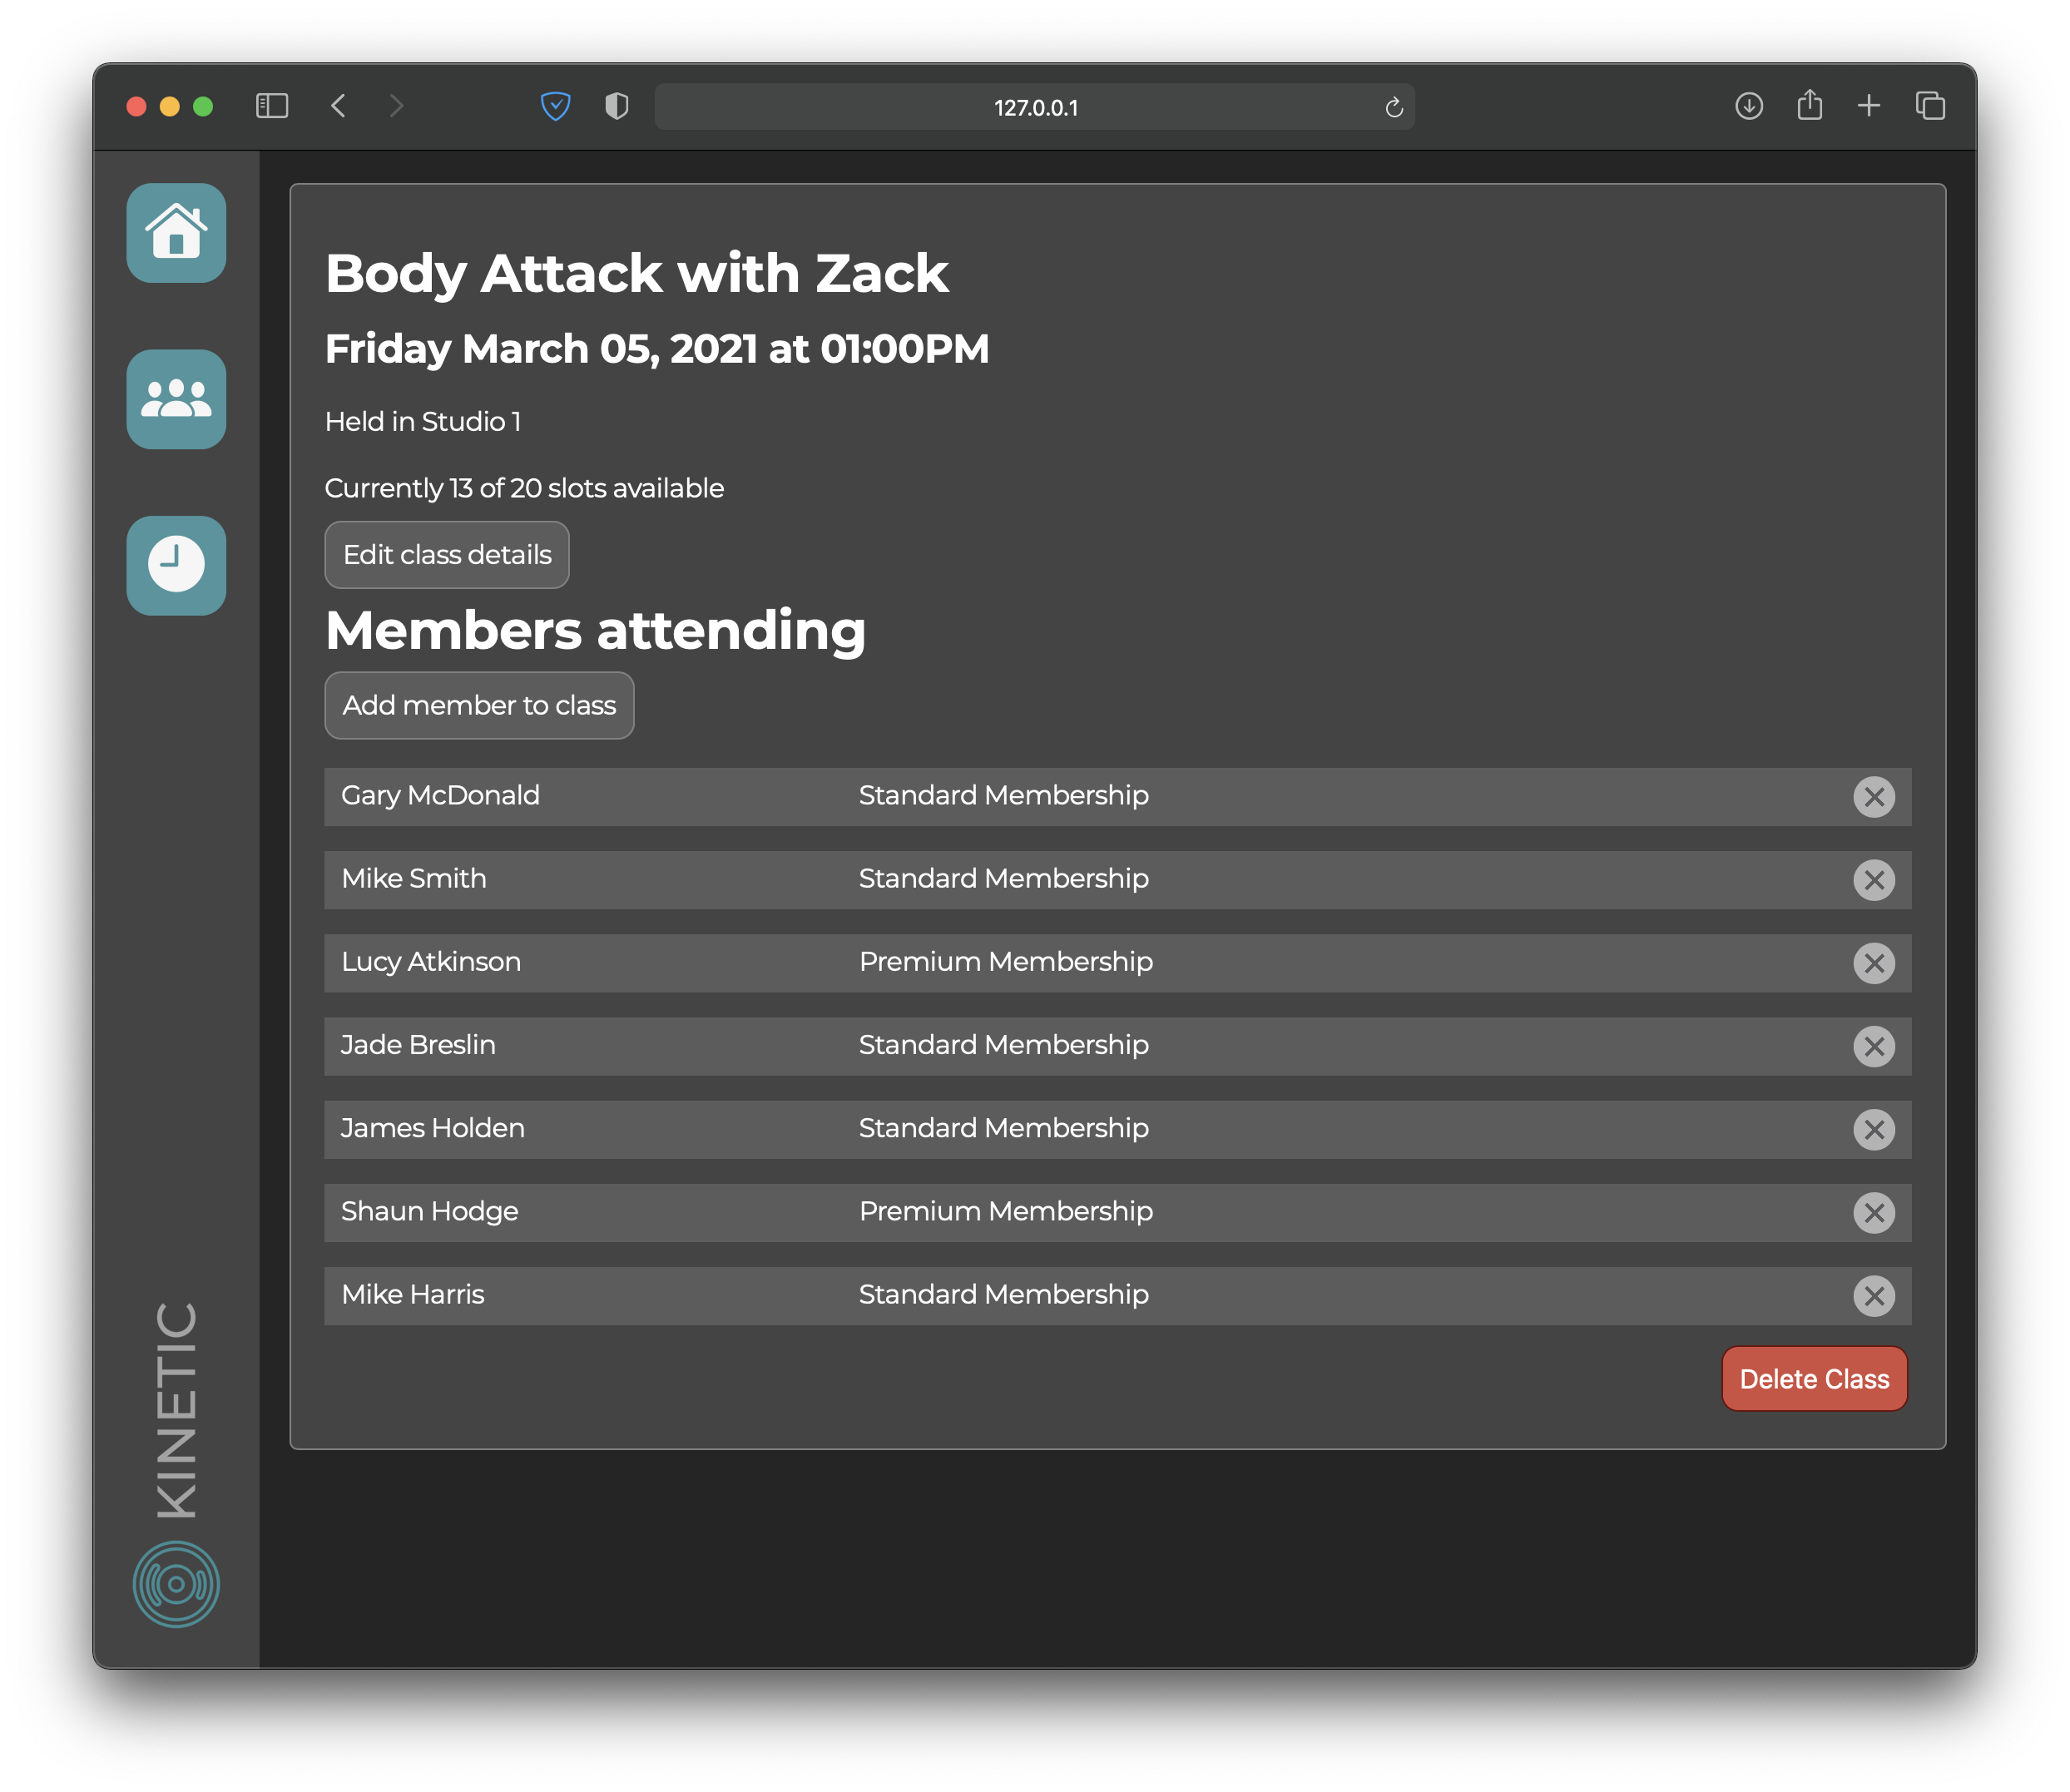 127.0.0.1
Body Attack with Zack
Friday March 05, 2021 at 01:00PM
Held in Studio 1
Currently 13 of 20 slots available
Edit class details
Members attending
Add member to class
Gary McDonald Standard Membership
Mike Smith Standard Membership
Lucy Atkinson Premium Membership
Jade Breslin Standard Membership
James Holden Standard Membership
Shaun Hodge Premium Membership
Mike Harris Standard Membership
Delete Class
KINETIC